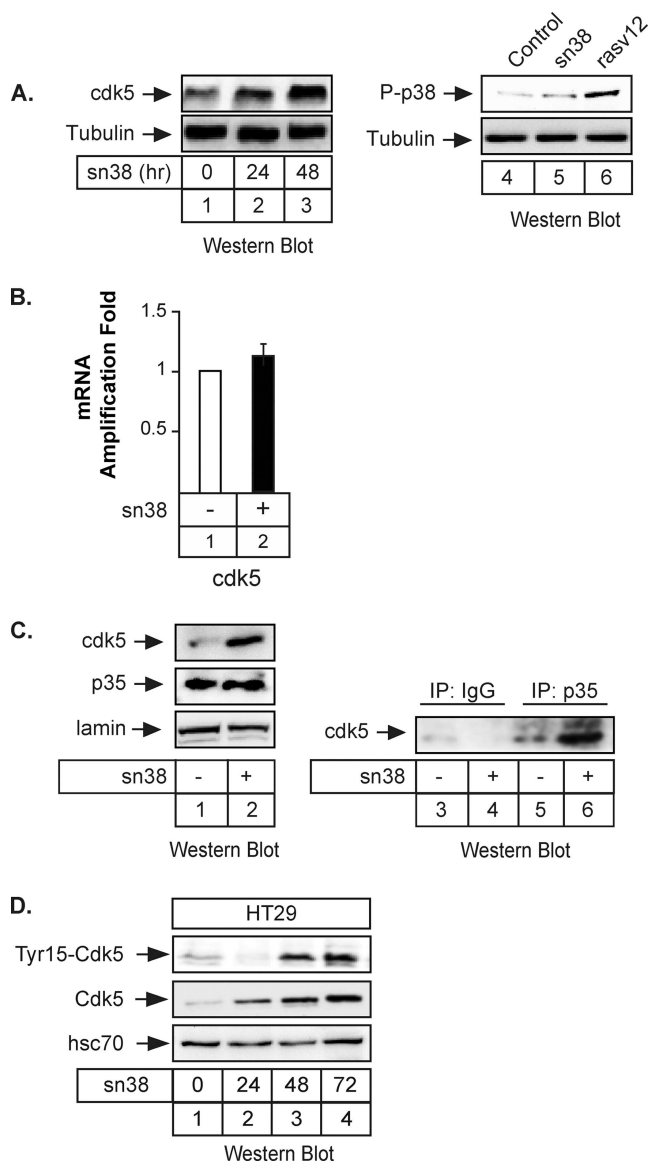 A.
cdk5
Tubulin
sn38 (hr) 0 24 48
1 2 3
Western Blot
Control sn38 rasv12
P-p38
Tubulin
4 5 6
Western Blot
B.
mRNA
Amplification Fold
1.5
1
0.5
sn38 - +
1 2
cdk5
C.
cdk5
p35
lamin
sn38 - +
1 2
Western Blot
IP: IgG IP: p35
cdk5
sn38 - + - +
3 4 5 6
Western Blot
D.
HT29
Tyr15-Cdk5
Cdk5
hsc70
sn38 0 24 48 72
1 2 3 4
Western Blot